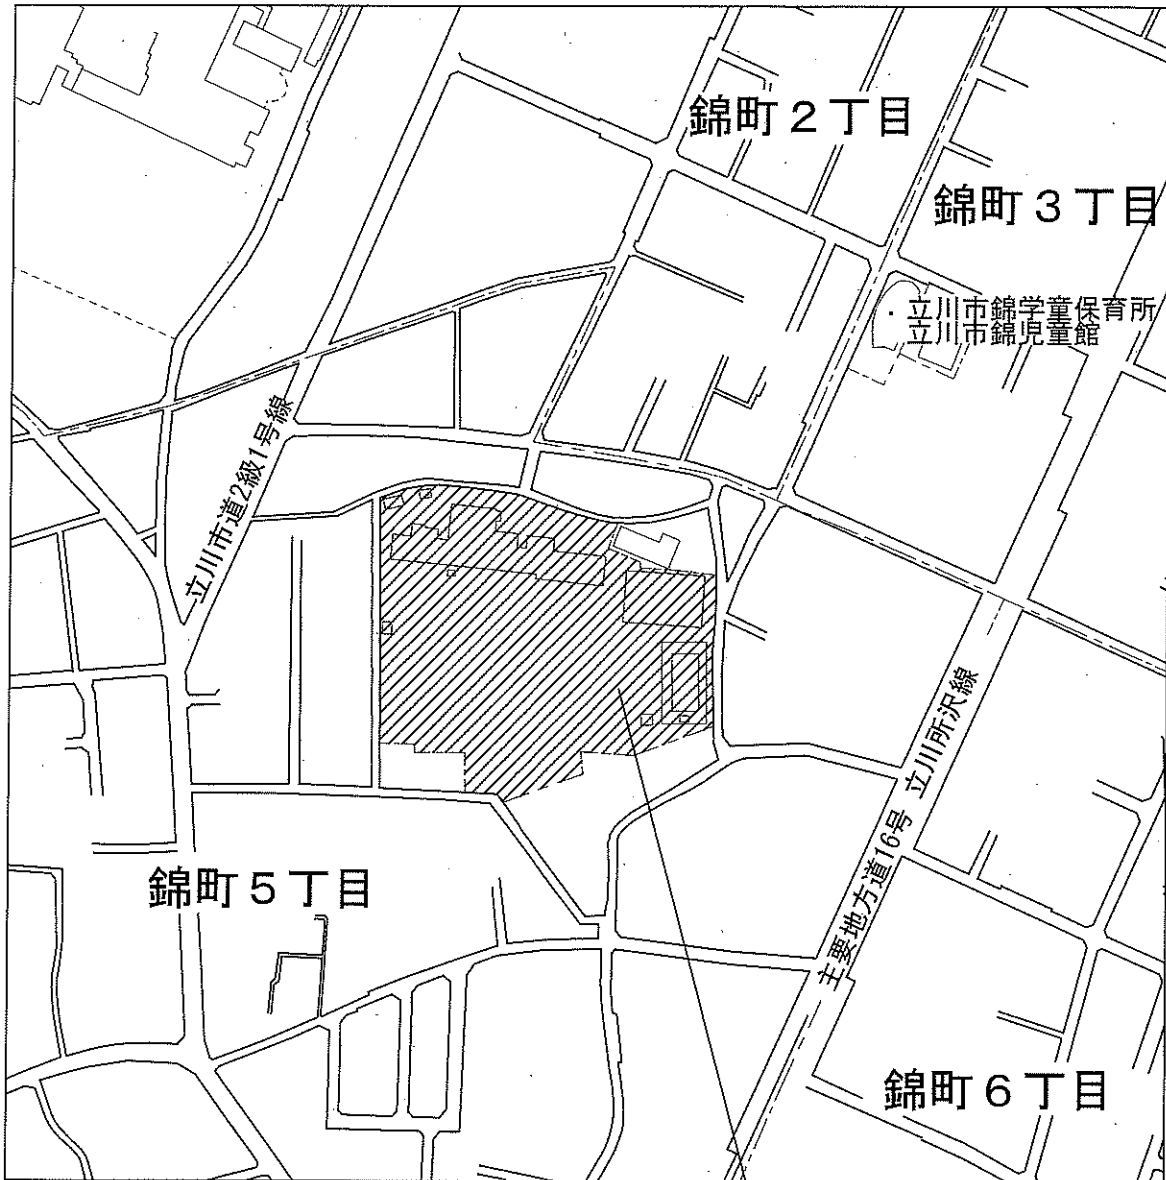 錦町２丁目
錦町３丁目
立川市錦学童保育所
立川市錦児童館
立川市道2級1号線
主要地方道16号 立川所沢線
錦町５丁目
錦町６丁目